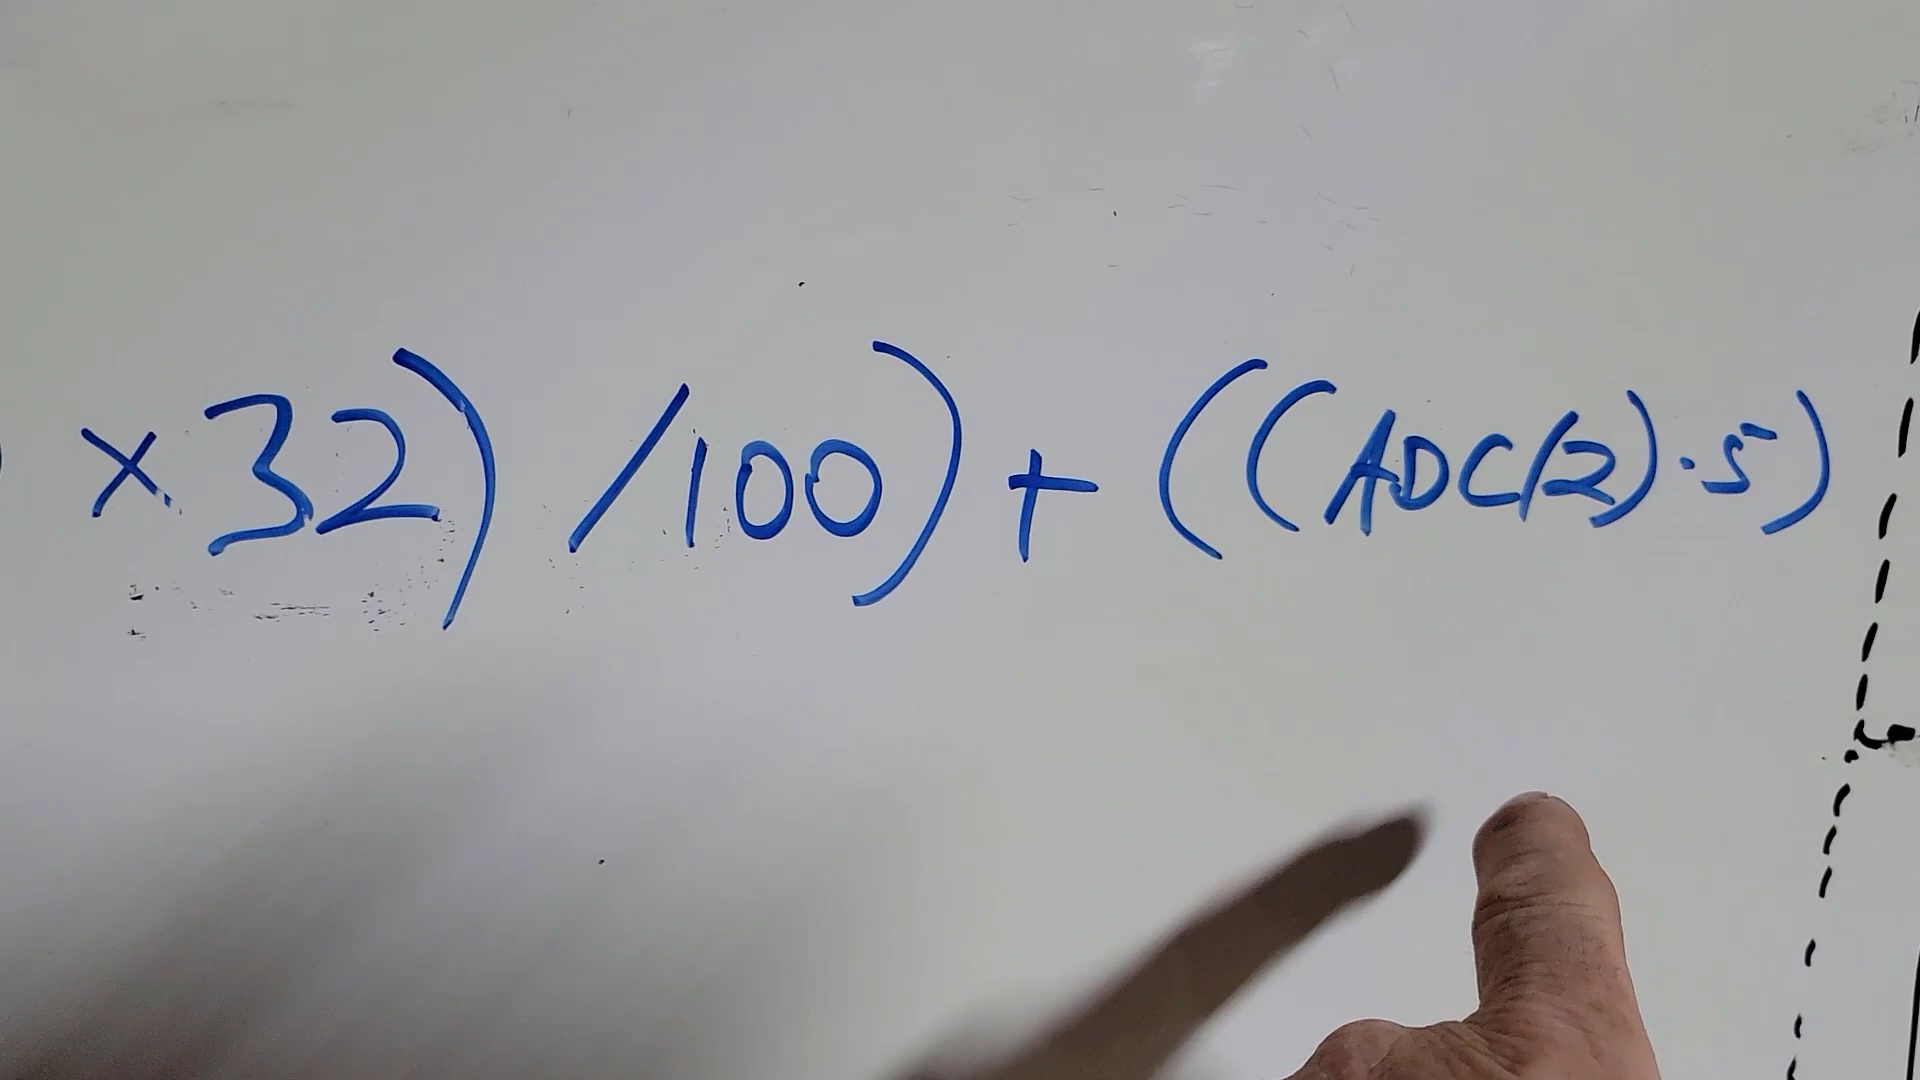 × 32) /100) + ((ADC/2) · 5)